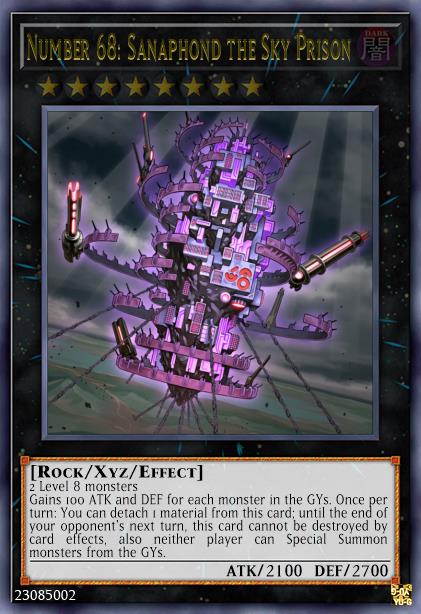 Number 68: Sanaphond the Sky Prison
DARK
闇
68
[Rock/Xyz/Effect]
2 Level 8 monsters
Gains 100 ATK and DEF for each monster in the GYs. Once per
turn: You can detach 1 material from this card; until the end of
your opponent's next turn, this card cannot be destroyed by
card effects, also neither player can Special Summon
monsters from the GYs.
ATK/2100 DEF/2700
23085002